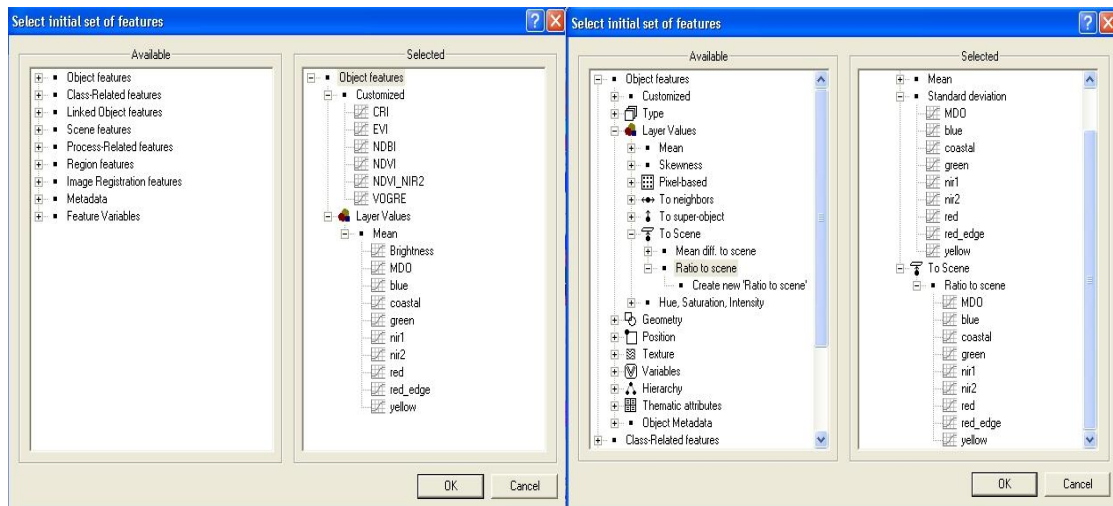 Select initial set of features
Available
Object features
Class-Related features
Linked Object features
Scene features
Process-Related features
Region features
Image Registration features
Metadata
Feature Variables
Selected
Object features
Customized
CRI
EVI
NDBI
NDVI
NDVI_NIR2
VOGRE
Layer Values
Mean
Brightness
MDO
blue
coastal
green
nir1
nir2
red
red_edge
yellow
OK
Cancel
Select initial set of features
Available
Object features
Customized
Type
Layer Values
Mean
Skewness
Pixel-based
To neighbors
To super-object
To Scene
Mean diff. to scene
Ratio to scene
Create new 'Ratio to scene'
Hue, Saturation, Intensity
Geometry
Position
Texture
Variables
Hierarchy
Thematic attributes
Object Metadata
Class-Related features
Selected
Mean
Standard deviation
MDO
blue
coastal
green
nir1
nir2
red
red_edge
yellow
To Scene
Ratio to scene
MDO
blue
coastal
green
nir1
nir2
red
red_edge
yellow
OK
Cancel